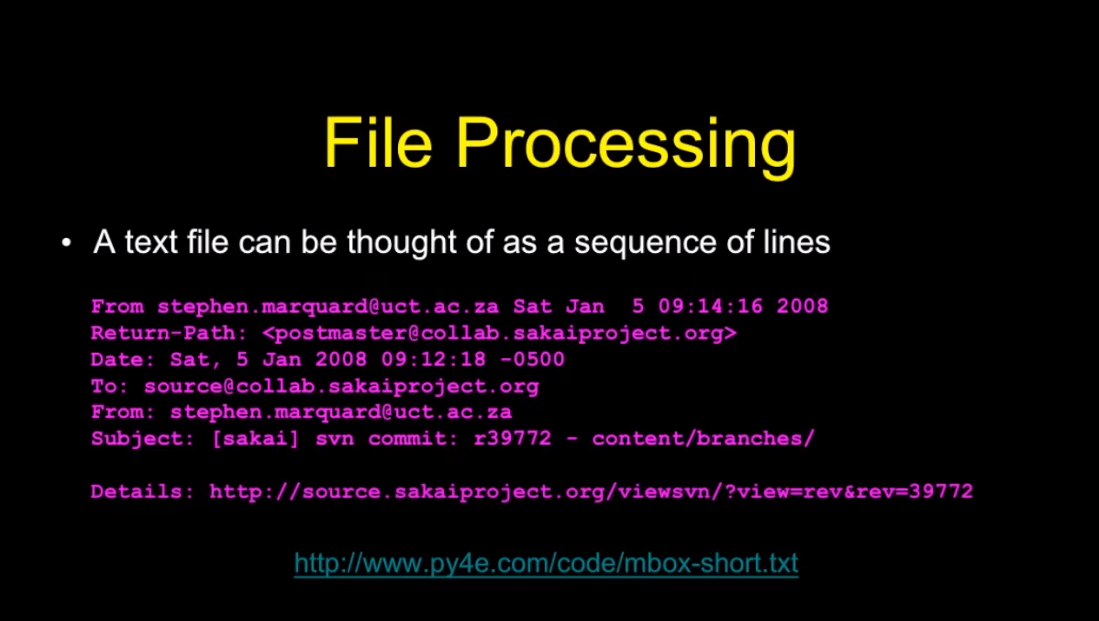 File Processing
• A text file can be thought of as a sequence of lines
From stephen.marquard@uct.ac.za Sat Jan  5 09:14:16 2008
Return-Path: <postmaster@collab.sakaiproject.org>
Date: Sat, 5 Jan 2008 09:12:18 -0500
To: source@collab.sakaiproject.org
From: stephen.marquard@uct.ac.za
Subject: [sakai] svn commit: r39772 - content/branches/
Details: http://source.sakaiproject.org/viewsvn/?view=rev&rev=39772
http://www.py4e.com/code/mbox-short.txt